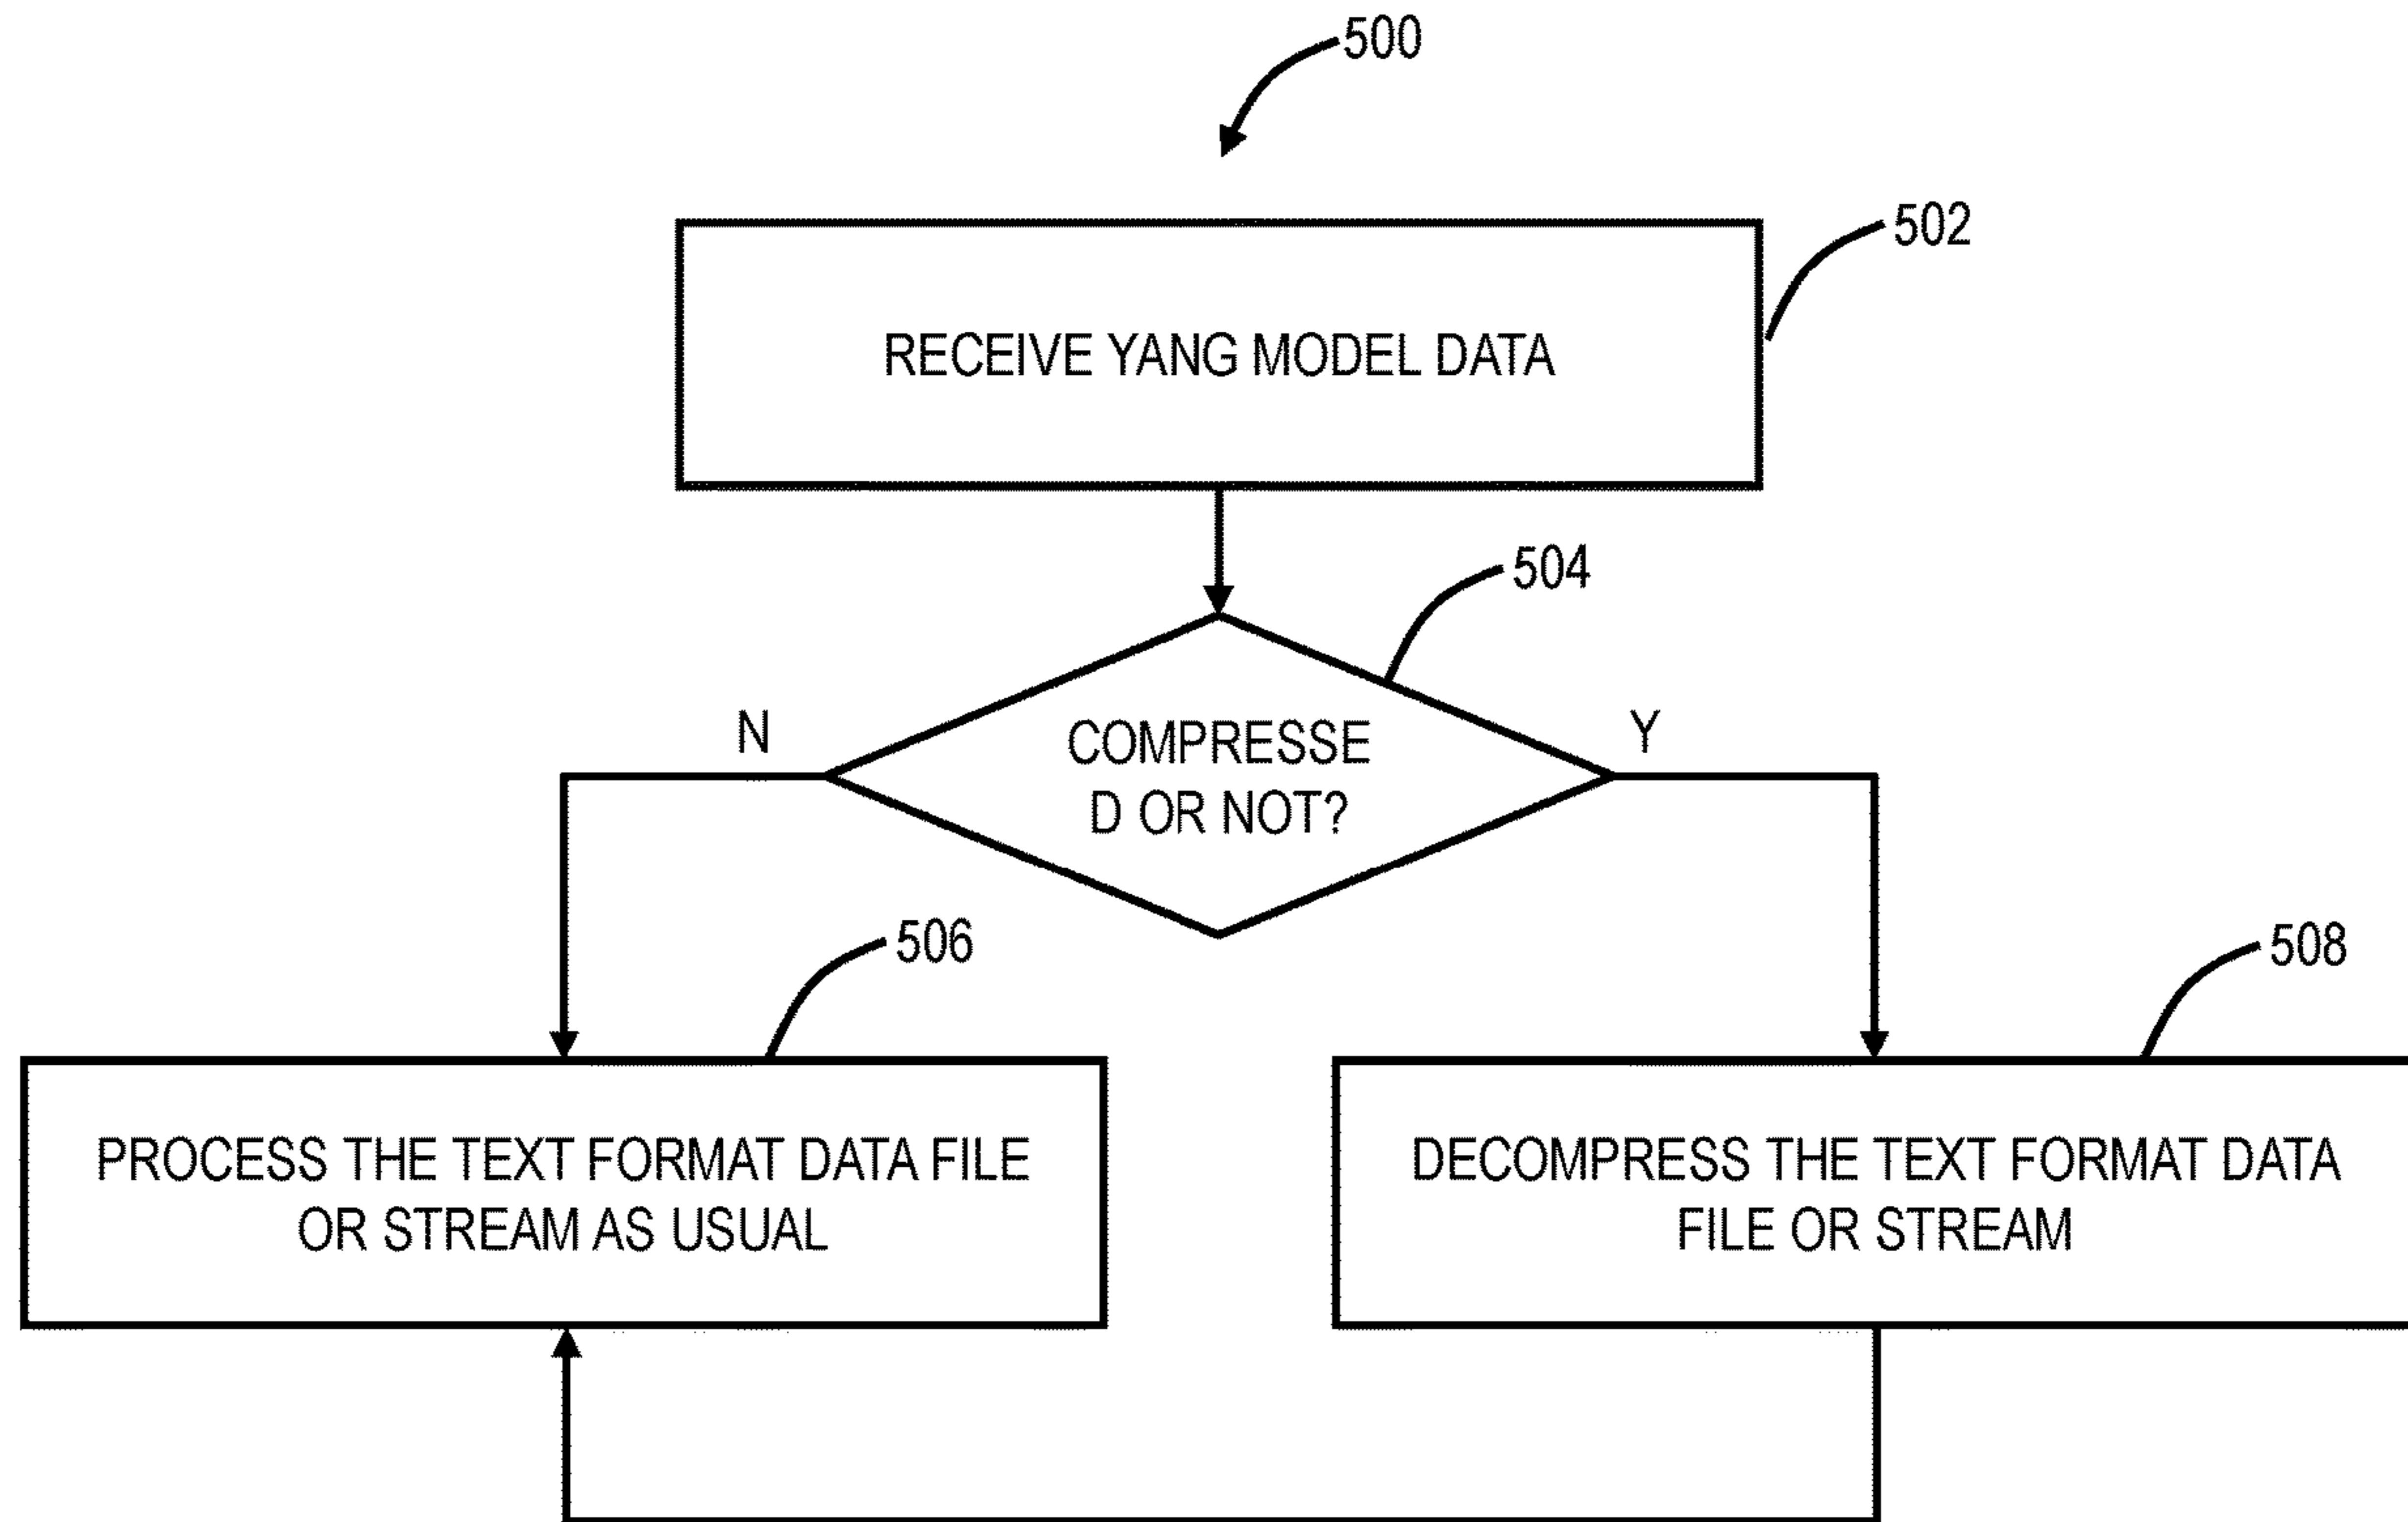 500
502
RECEIVE YANG MODEL DATA
504
N
Y
COMPRESSE
D OR NOT?
506
508
PROCESS THE TEXT FORMAT DATA FILE
OR STREAM AS USUAL
DECOMPRESS THE TEXT FORMAT DATA
FILE OR STREAM